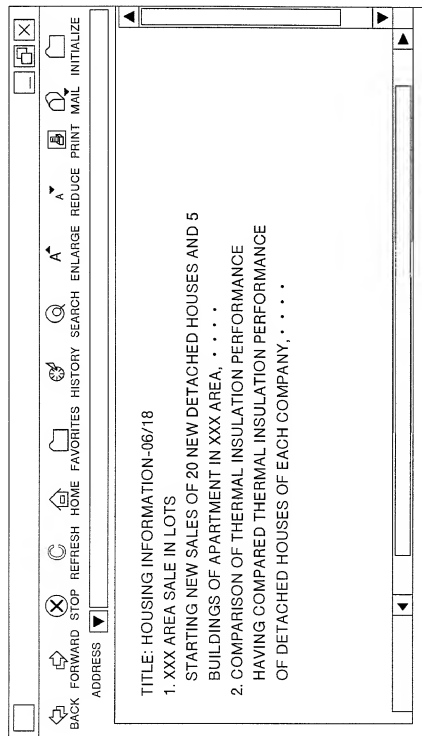 BACK FORWARD STOP REFRESH HOME FAVORITES HISTORY SEARCH ENLARGE REDUCE PRINT MAIL INITIALIZE
ADDRESS
TITLE: HOUSING INFORMATION-06/18
1. XXX AREA SALE IN LOTS
STARTING NEW SALES OF 20 NEW DETACHED HOUSES AND 5
BUILDINGS OF APARTMENT IN XXX AREA, • • • •
2. COMPARISON OF THERMAL INSULATION PERFORMANCE
HAVING COMPARED THERMAL INSULATION PERFORMANCE
OF DETACHED HOUSES OF EACH COMPANY, • • • •